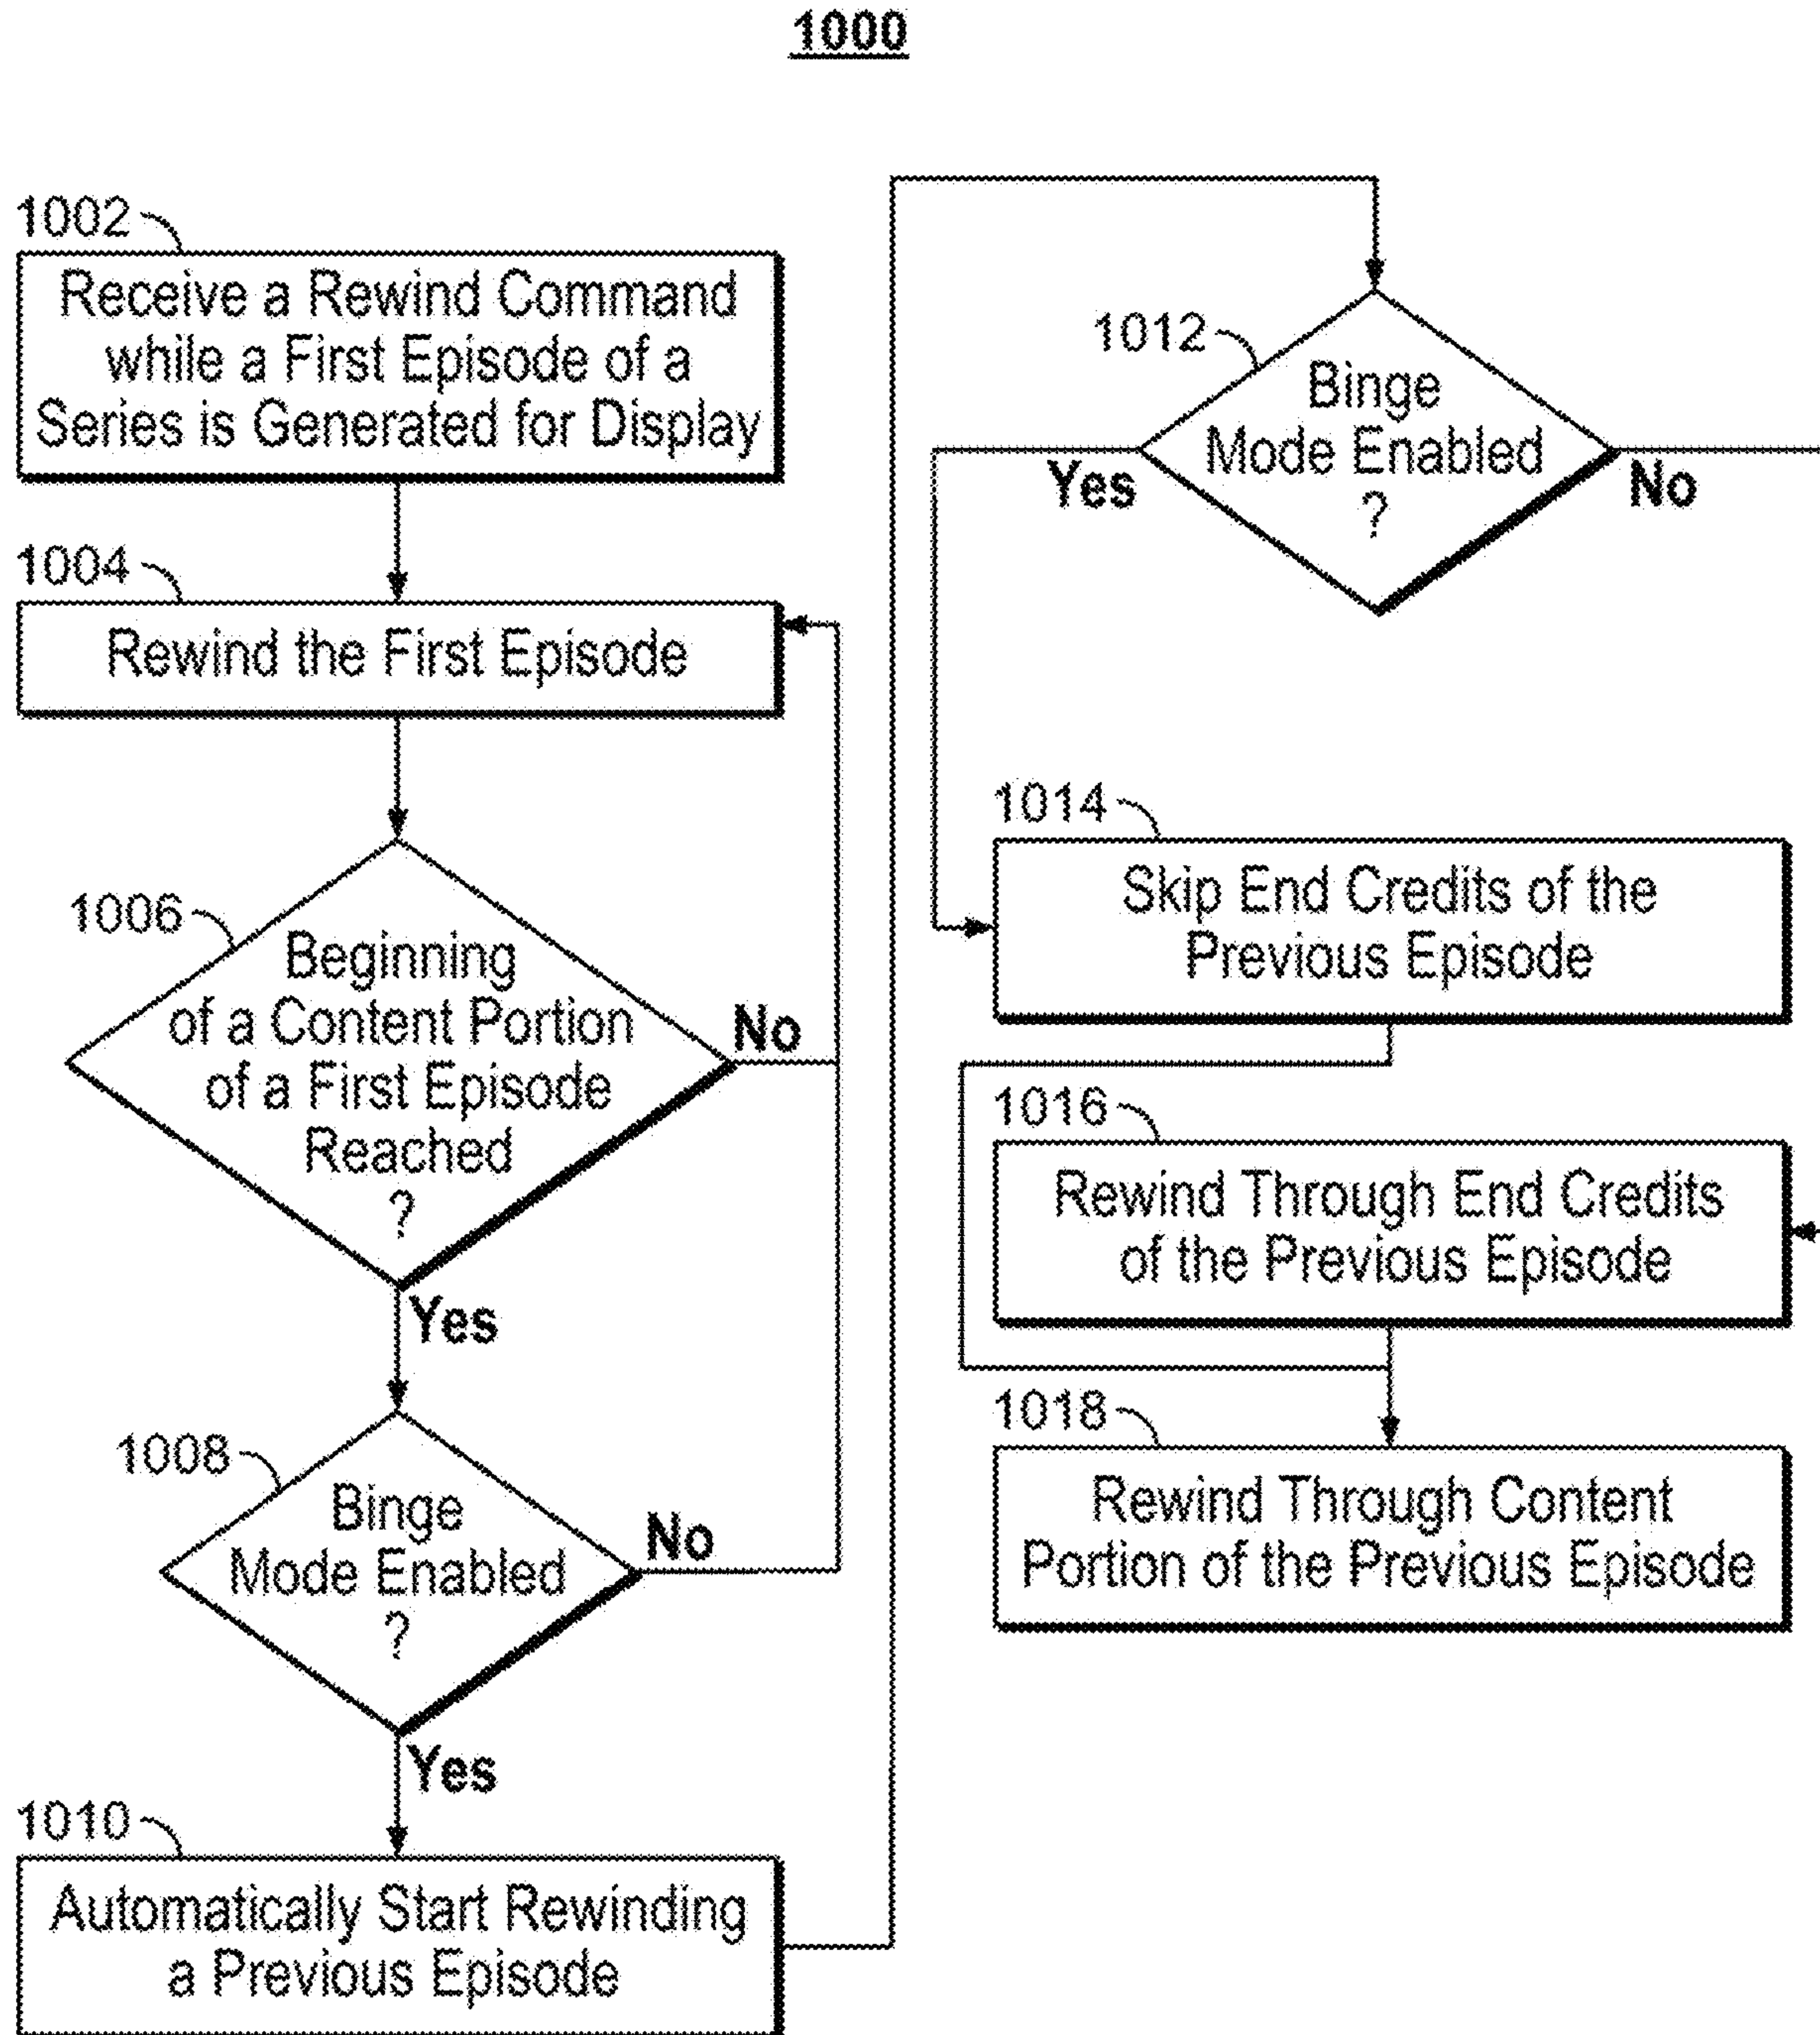 1000
1002
Receive a Rewind Command
while a First Episode of a
Series is Generated for Display
1004
Rewind the First Episode
1006
Beginning
of a Content Portion
of a First Episode
Reached
?
No
Yes
1008
Binge
Mode Enabled
?
No
Yes
1010
Automatically Start Rewinding
a Previous Episode
1012
Binge
Mode Enabled
?
Yes
No
1014
Skip End Credits of the
Previous Episode
1016
Rewind Through End Credits
of the Previous Episode
1018
Rewind Through Content
Portion of the Previous Episode